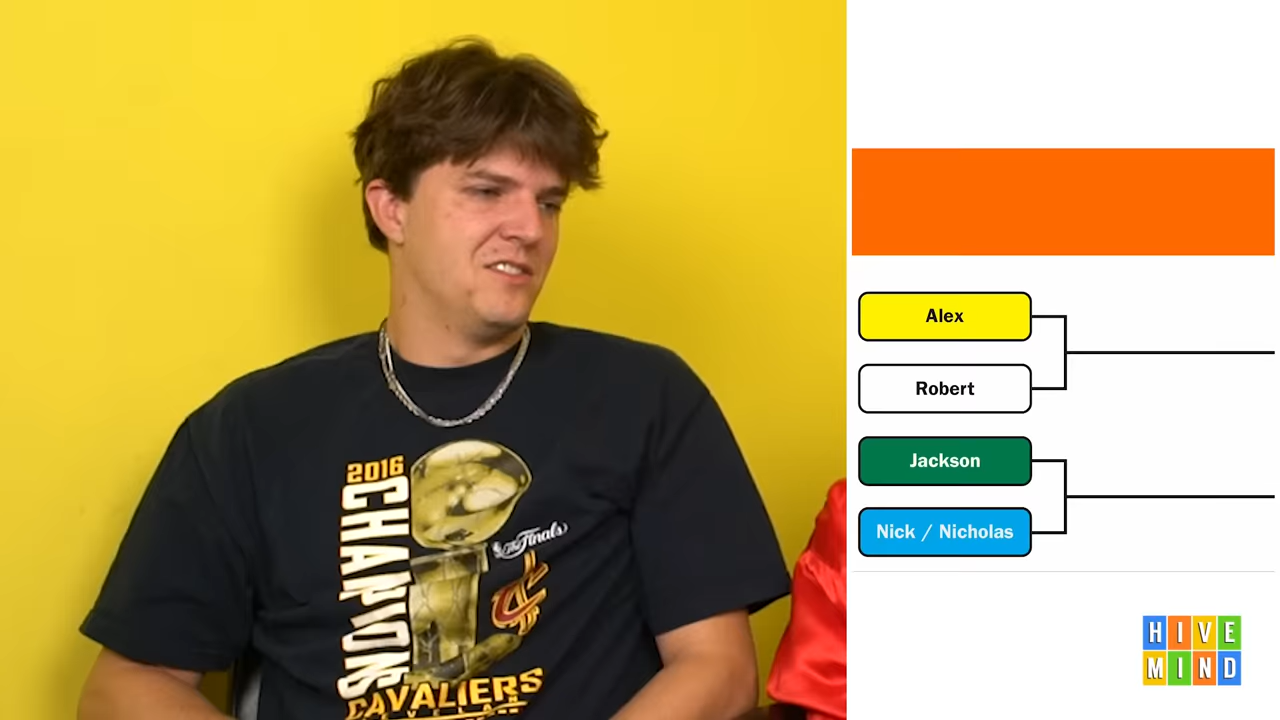 2016
CHAMPIONS
The Finals
CAVALIERS
Alex
Robert
Jackson
Nick / Nicholas
HIVE
MIND